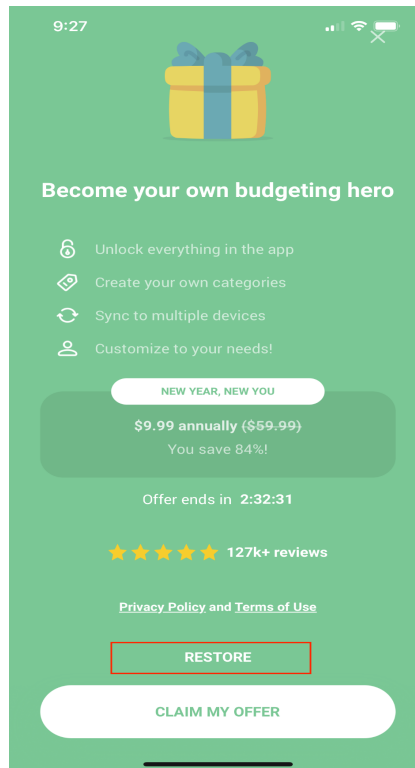 9:27
Become your own budgeting hero
Unlock everything in the app
Create your own categories
Sync to multiple devices
Customize to your needs!
NEW YEAR, NEW YOU
$9.99 annually ($59.99)
You save 84%!
Offer ends in 2:32:31
127k+ reviews
Privacy Policy and Terms of Use
RESTORE
CLAIM MY OFFER